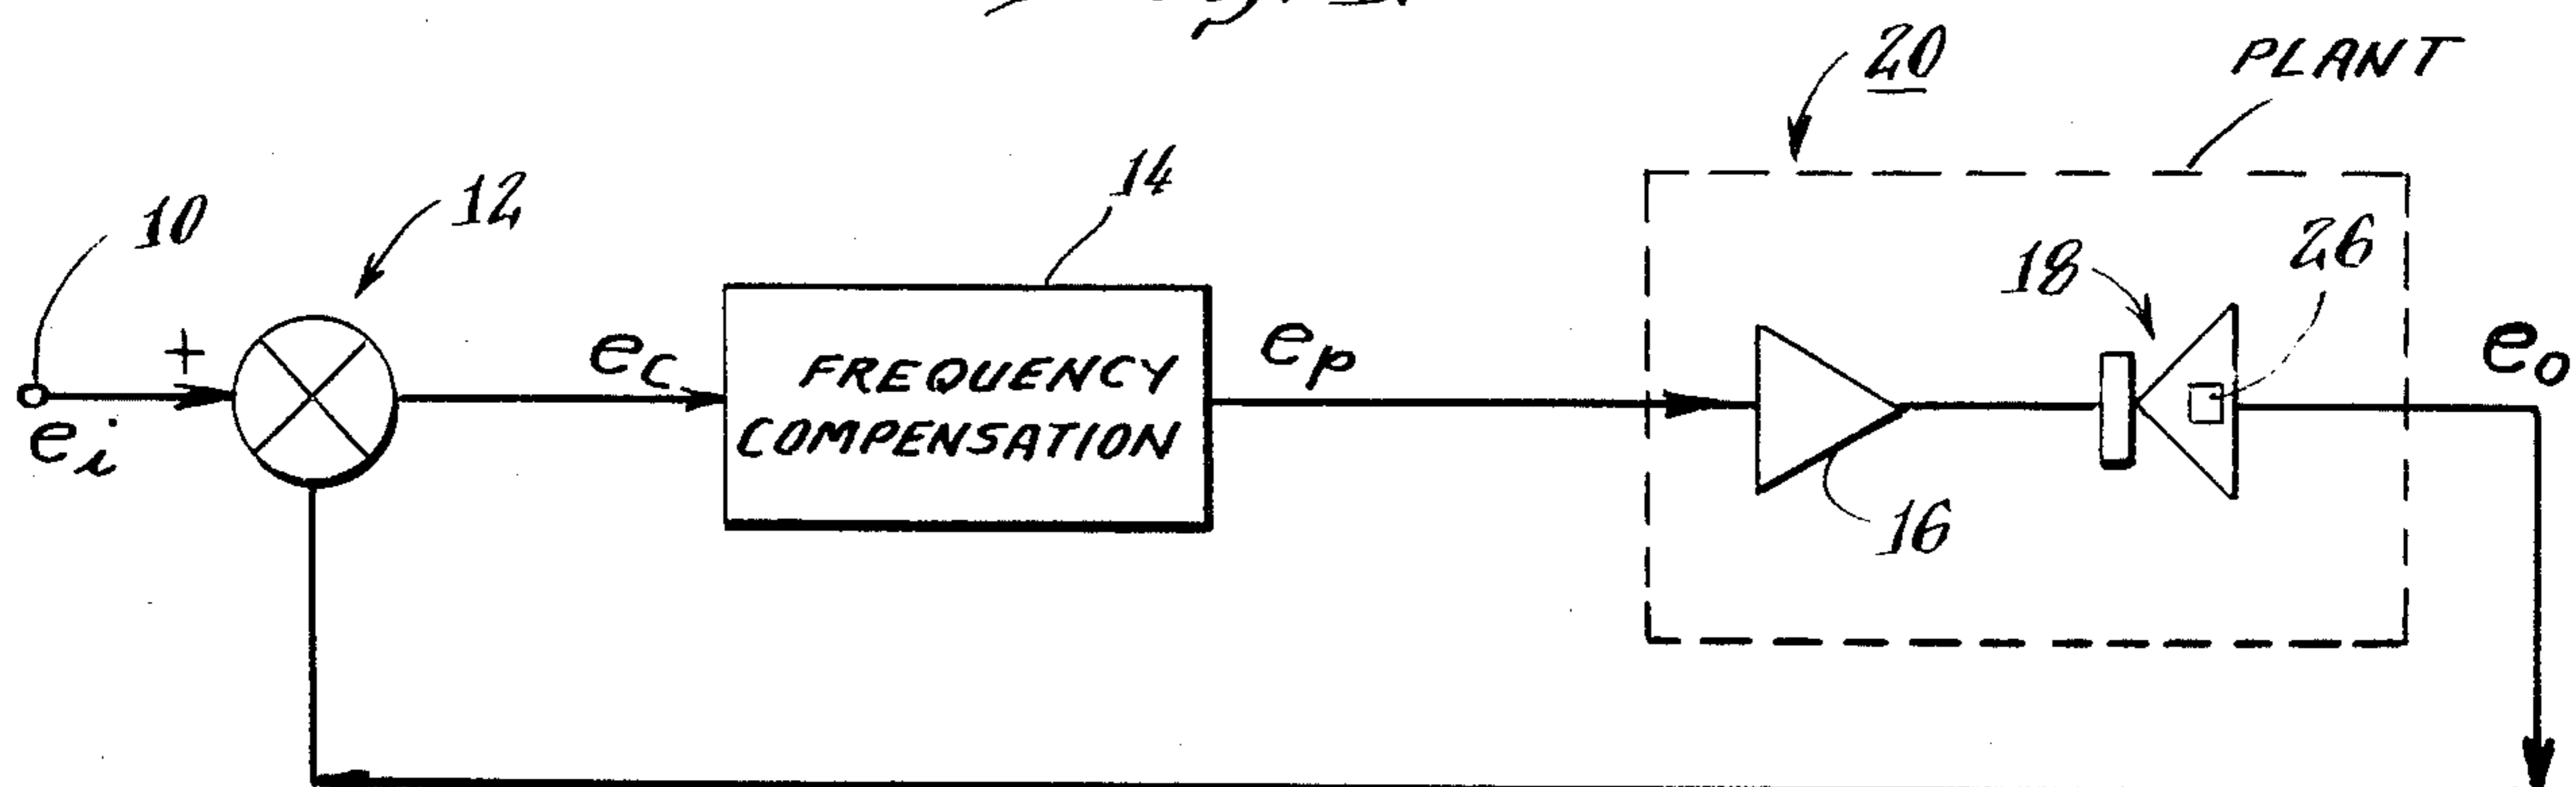 20
PLANT
14
10
12
26
18
+
e_i
e_c
FREQUENCY
COMPENSATION
e_p
e_o
16